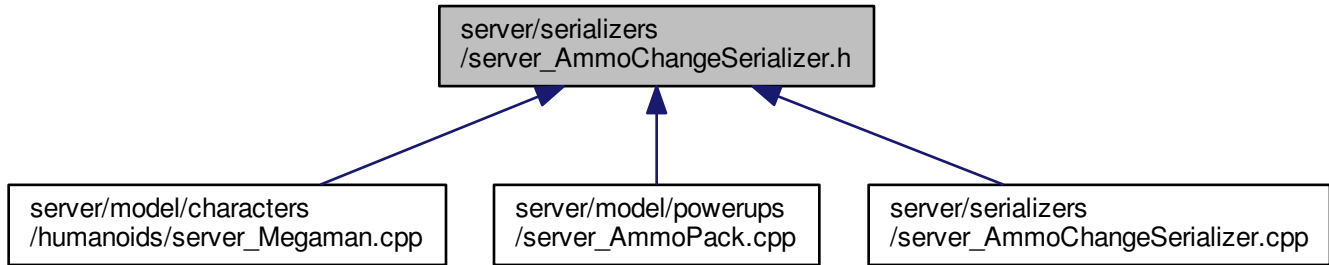 server/serializers
/server_AmmoChangeSerializer.h
server/model/characters
/humanoids/server_Megaman.cpp
server/model/powerups
/server_AmmoPack.cpp
server/serializers
/server_AmmoChangeSerializer.cpp